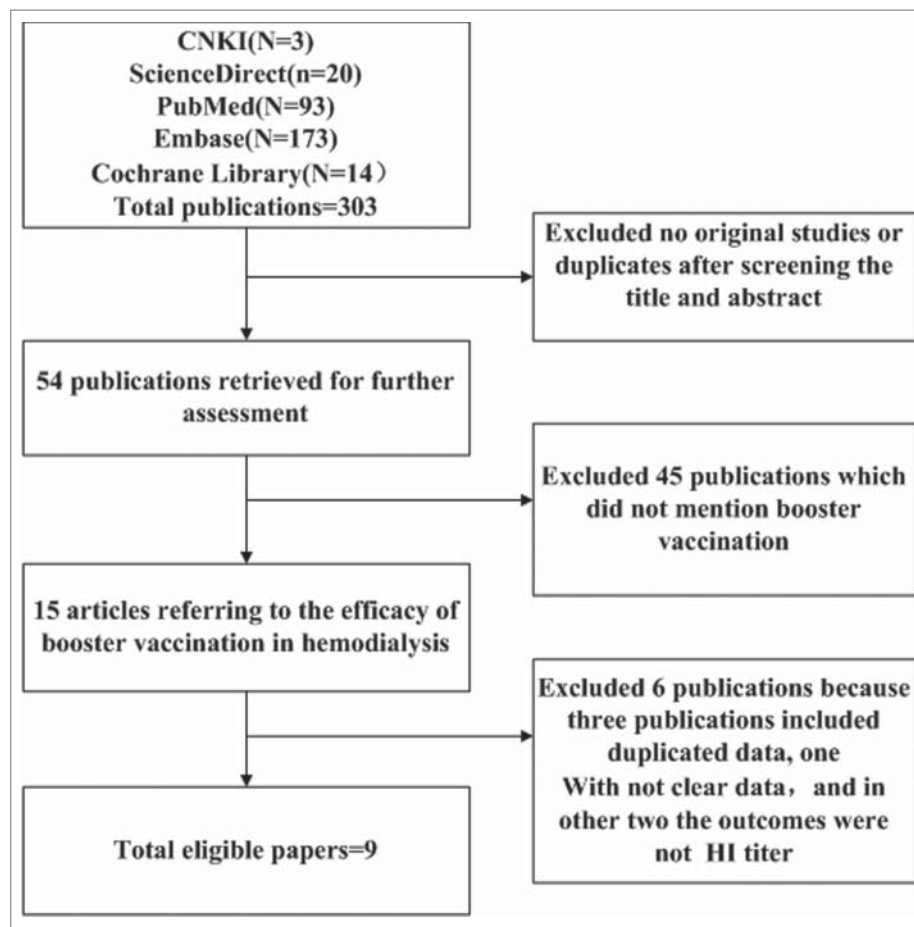 CNKI(N=3)
ScienceDirect(n=20)
PubMed(N=93)
Embase(N=173)
Cochrane Library(N=14）
Total publications=303
Excluded no original studies or
duplicates after screening the
title and abstract
54 publications retrieved for further
assessment
Excluded 45 publications which
did not mention booster
vaccination
15 articles referring to the efficacy of
booster vaccination in hemodialysis
Excluded 6 publications because
three publications included
duplicated data, one
With not clear data，and in
other two the outcomes were
not HI titer
Total eligible papers=9